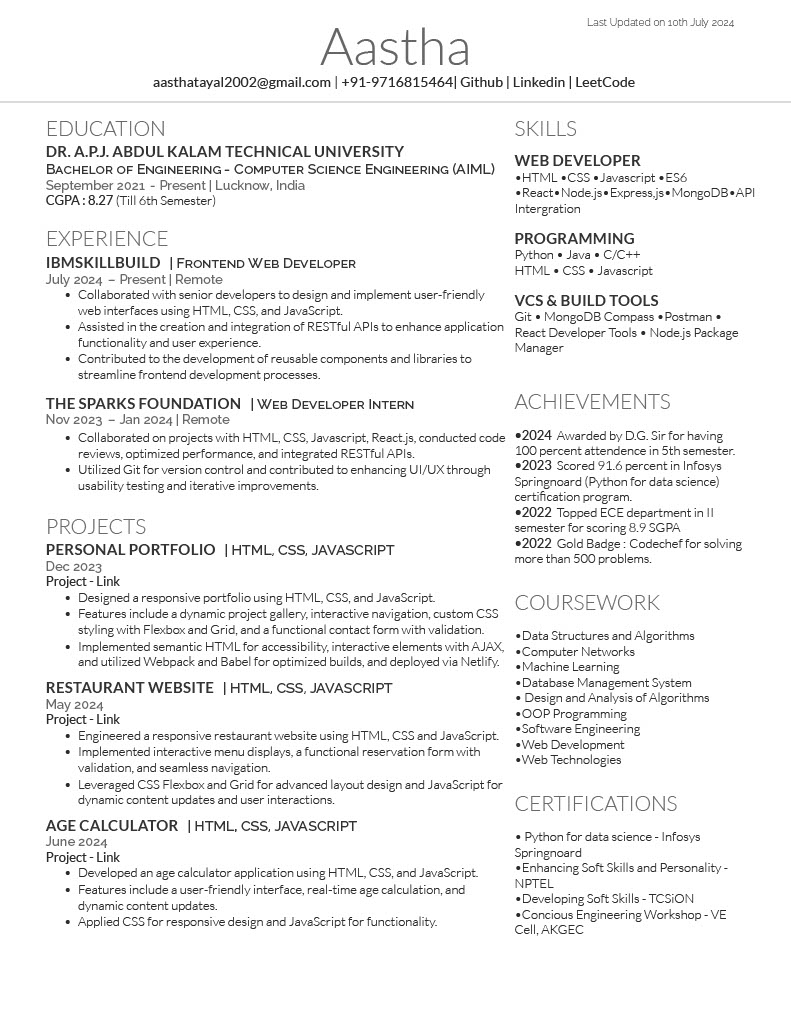 Last Updated on 10th July 2024
Aastha
aasthatayal2002@gmail.com | +91-9716815464| Github | Linkedin | LeetCode
EDUCATION
DR. A.P.J. ABDUL KALAM TECHNICAL UNIVERSITY
Bachelor of Engineering - Computer Science Engineering (AIML)
September 2021 - Present | Lucknow, India
CGPA : 8.27 (Till 6th Semester)
EXPERIENCE
IBMSKILLBUILD | Frontend Web Developer
July 2024 – Present | Remote
• Collaborated with senior developers to design and implement user-friendly
web interfaces using HTML, CSS, and JavaScript.
• Assisted in the creation and integration of RESTful APIs to enhance application
functionality and user experience.
• Contributed to the development of reusable components and libraries to
streamline frontend development processes.
THE SPARKS FOUNDATION | Web Developer Intern
Nov 2023 – Jan 2024 | Remote
• Collaborated on projects with HTML, CSS, Javascript, React.js, conducted code
reviews, optimized performance, and integrated RESTful APIs.
• Utilized Git for version control and contributed to enhancing UI/UX through
usability testing and iterative improvements.
PROJECTS
PERSONAL PORTFOLIO | HTML, CSS, JAVASCRIPT
Dec 2023
Project - Link
• Designed a responsive portfolio using HTML, CSS, and JavaScript.
• Features include a dynamic project gallery, interactive navigation, custom CSS
styling with Flexbox and Grid, and a functional contact form with validation.
• Implemented semantic HTML for accessibility, interactive elements with AJAX,
and utilized Webpack and Babel for optimized builds, and deployed via Netlify.
RESTAURANT WEBSITE | HTML, CSS, JAVASCRIPT
May 2024
Project - Link
• Engineered a responsive restaurant website using HTML, CSS and JavaScript.
• Implemented interactive menu displays, a functional reservation form with
validation, and seamless navigation.
• Leveraged CSS Flexbox and Grid for advanced layout design and JavaScript for
dynamic content updates and user interactions.
AGE CALCULATOR | HTML, CSS, JAVASCRIPT
June 2024
Project - Link
• Developed an age calculator application using HTML, CSS, and JavaScript.
• Features include a user-friendly interface, real-time age calculation, and
dynamic content updates.
• Applied CSS for responsive design and JavaScript for functionality.
SKILLS
WEB DEVELOPER
•HTML •CSS •Javascript •ES6
•React•Node.js•Express,js•MongoDB•API
Intergration
PROGRAMMING
Python • Java • C/C++
HTML • CSS • Javascript
VCS & BUILD TOOLS
Git • MongoDB Compass •Postman •
React Developer Tools • Node.js Package
Manager
ACHIEVEMENTS
•2024 Awarded by D.G. Sir for having
100 percent attendence in 5th semester.
•2023 Scored 91.6 percent in Infosys
Springnoard (Python for data science)
certification program.
•2022 Topped ECE department in II
semester for scoring 8.9 SGPA
•2022 Gold Badge : Codechef for solving
more than 500 problems.
COURSEWORK
•Data Structures and Algorithms
•Computer Networks
•Machine Learning
•Database Management System
• Design and Analysis of Algorithms
•OOP Programming
•Software Engineering
•Web Development
•Web Technologies
CERTIFICATIONS
• Python for data science - Infosys
Springnoard
•Enhancing Soft Skills and Personality -
NPTEL
•Developing Soft Skills - TCSiON
•Concious Engineering Workshop - VE
Cell, AKGEC